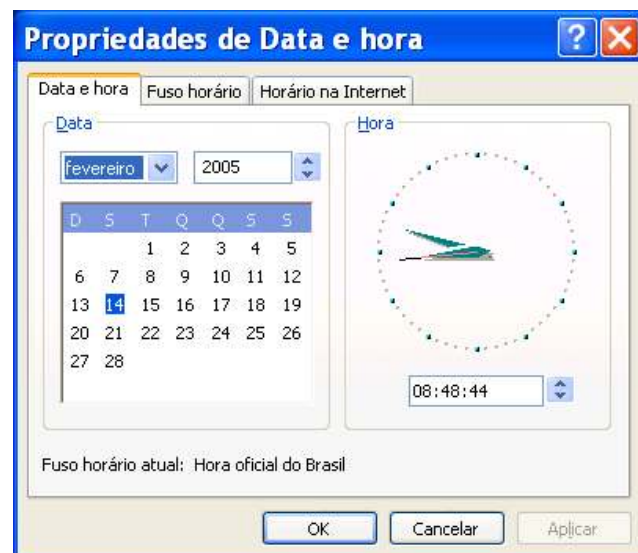 Propriedades de Data e hora
Data e hora Fuso horário Horário na Internet
Data
fevereiro 2005
D S T Q Q S S
1 2 3 4 5
6 7 8 9 10 11 12
13 14 15 16 17 18 19
20 21 22 23 24 25 26
27 28
Hora
08:48:44
Fuso horário atual: Hora oficial do Brasil
OK Cancelar Aplicar